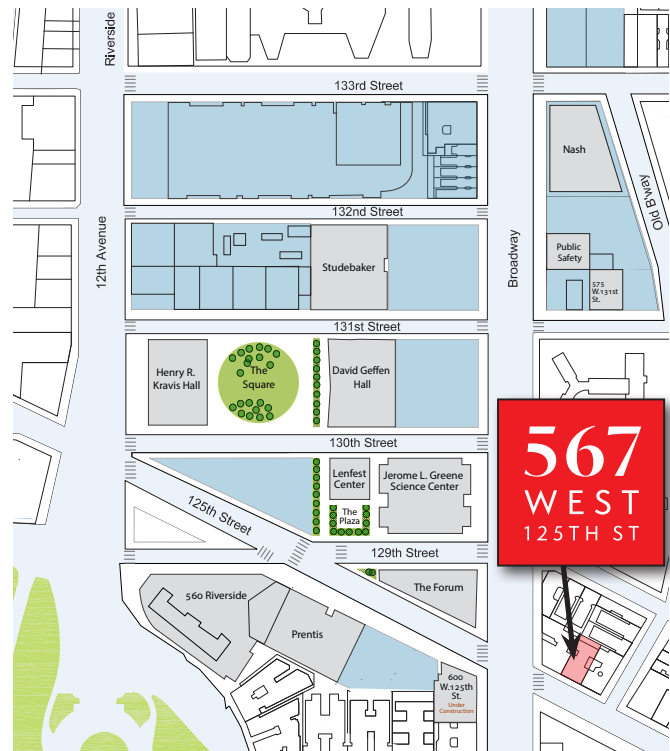 Riverside
133rd Street
Nash
Old B'way
132nd Street
12th Avenue
Broadway
Studebaker
Public
Safety
575
W.131st
St.
131st Street
Henry R.
Kravis Hall
The
Square
David Geffen
Hall
130th Street
567
WEST
125TH ST
Lenfest
Center
Jerome L. Greene
Science Center
The
Plaza
125th Street
129th Street
The Forum
560 Riverside
Prentis
600
W.125th
St.
Under
Construction